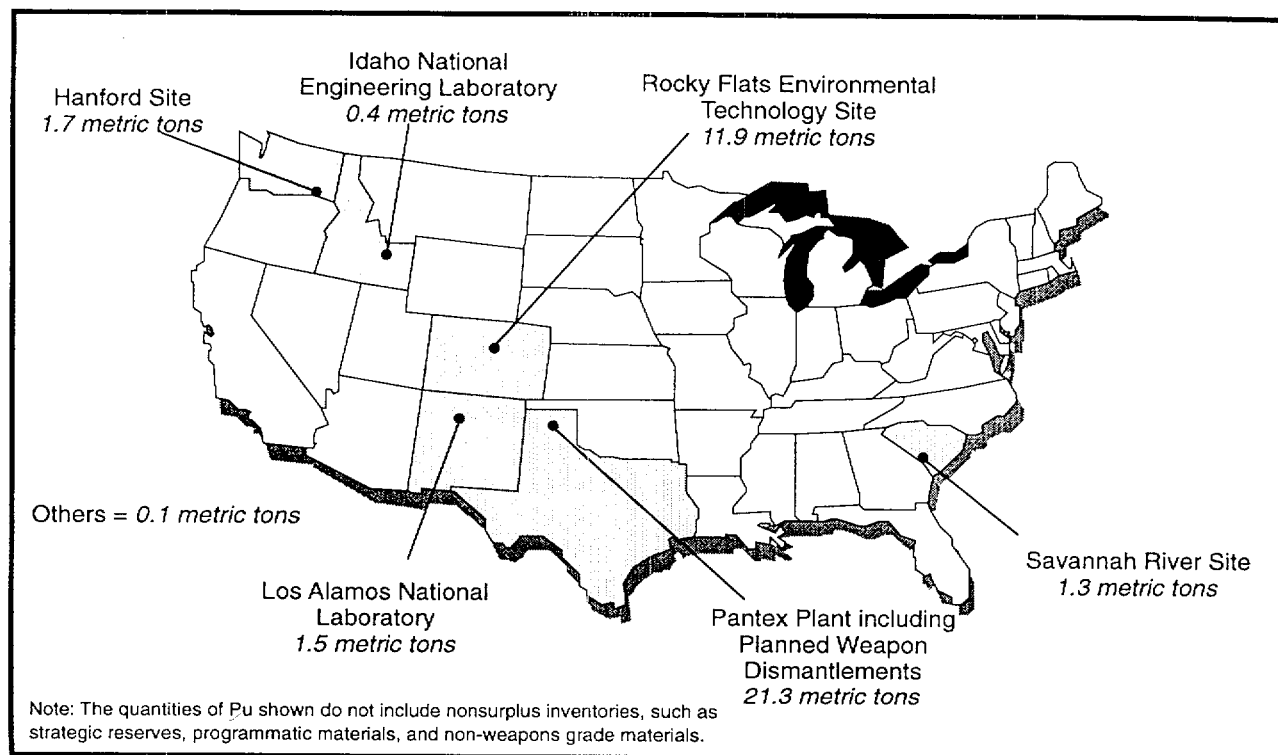 Idaho National
Engineering Laboratory
0.4 metric tons
Rocky Flats Environmental
Technology Site
11.9 metric tons
Hanford Site
1.7 metric tons
Others = 0.1 metric tons
Los Alamos National
Laboratory
1.5 metric tons
Pantex Plant including
Planned Weapon
Dismantlements
21.3 metric tons
Savannah River Site
1.3 metric tons
Note: The quantities of Pu shown do not include nonsurplus inventories, such as
strategic reserves, programmatic materials, and non-weapons grade materials.